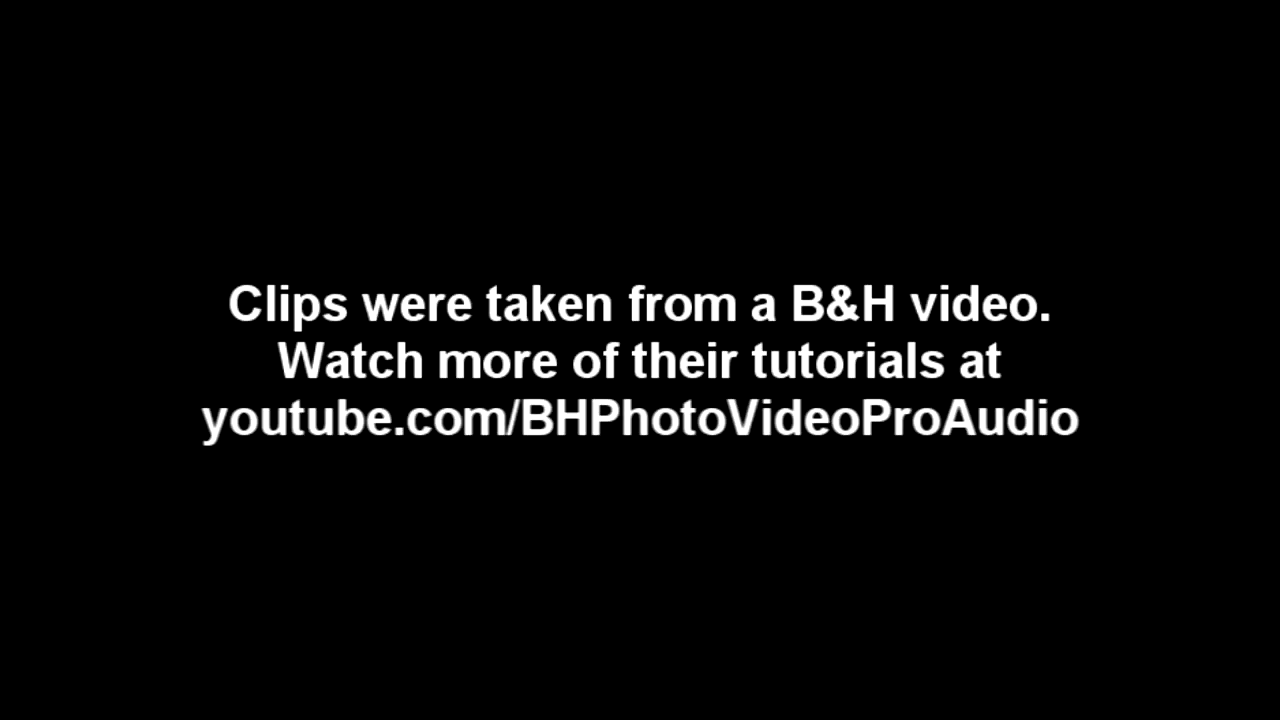 Clips were taken from a B&H video.
Watch more of their tutorials at
youtube.com/BHPhotoVideoProAudio